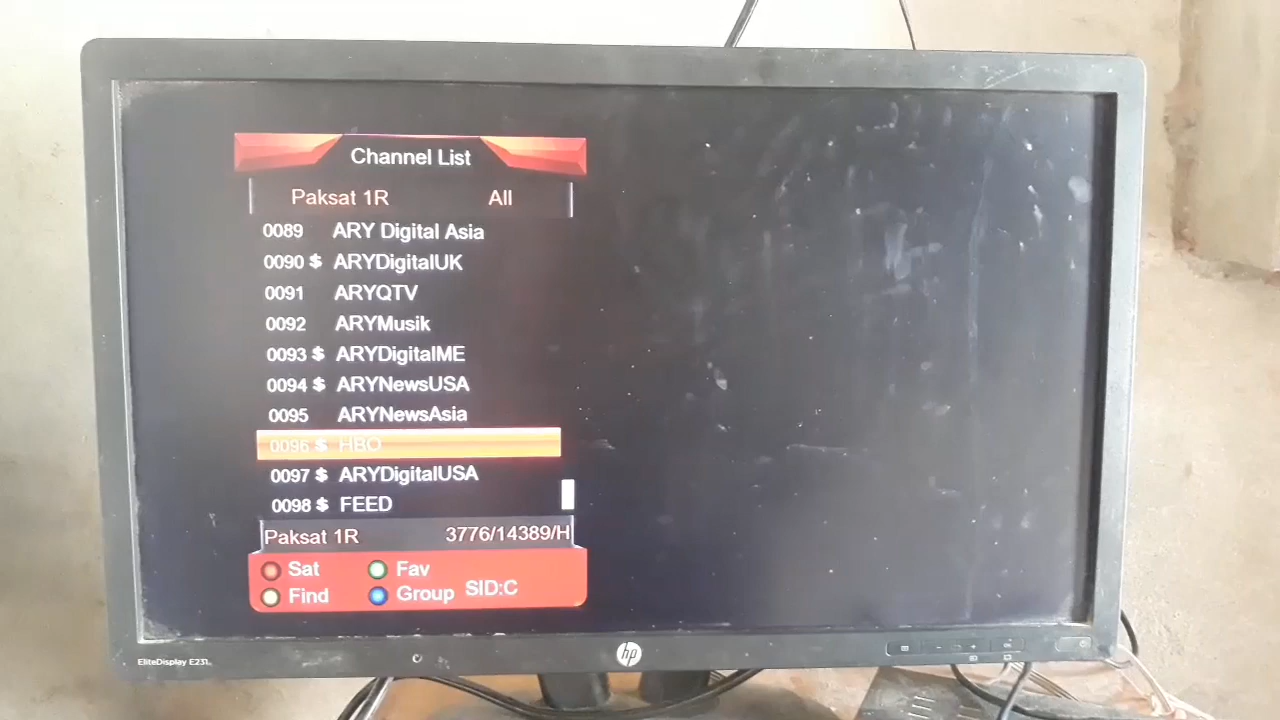 Channel List
Paksat 1R All
0089 ARY Digital Asia
0090 $ ARYDigitalUK
0091 ARYQTV
0092 ARYMusik
0093 $ ARYDigitalME
0094 $ ARYNewsUSA
0095 ARYNewsAsia
0096 $ HBO
0097 $ ARYDigitalUSA
0098 $ FEED
Paksat 1R 3776/14389/H
Sat Fav
Find Group SID:C
hp
EliteDisplay E231